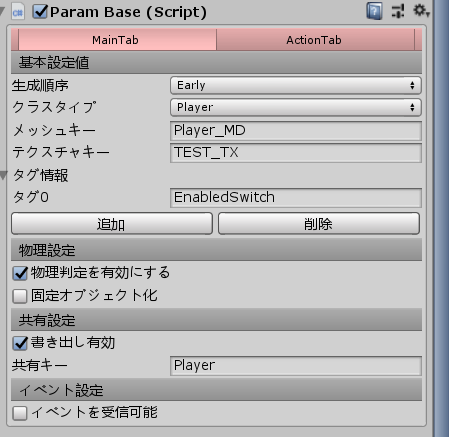 Param Base (Script)
MainTab ActionTab
基本設定値
生成順序 Early
クラスタイプ Player
メッシュキー Player_MD
テクスチャキー TEST_TX
タグ情報
タグ0 EnabledSwitch
追加 削除
物理設定
物理判定を有効にする
固定オブジェクト化
共有設定
書き出し有効
共有キー Player
イベント設定
イベントを受信可能